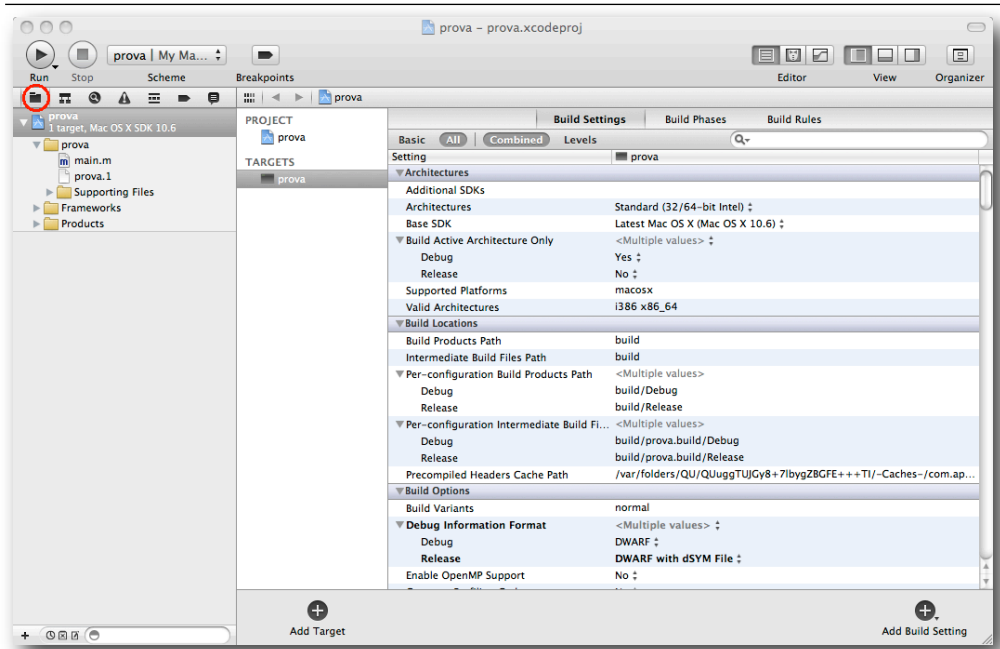 prova – prova.xcodeproj
prova | My Ma...
Run Stop Scheme Breakpoints Editor View Organizer
prova
prova
1 target, Mac OS X SDK 10.6
prova
main.m
prova.1
Supporting Files
Frameworks
Products
PROJECT
prova
TARGETS
prova
Build Settings Build Phases Build Rules
Basic All Combined Levels
Setting prova
Architectures
Additional SDKs
Architectures Standard (32/64-bit Intel)
Base SDK Latest Mac OS X (Mac OS X 10.6)
Build Active Architecture Only <Multiple values>
Debug Yes
Release No
Supported Platforms macosx
Valid Architectures i386 x86_64
Build Locations
Build Products Path build
Intermediate Build Files Path build
Per-configuration Build Products Path <Multiple values>
Debug build/Debug
Release build/Release
Per-configuration Intermediate Build Fi... <Multiple values>
Debug build/prova.build/Debug
Release build/prova.build/Release
Precompiled Headers Cache Path /var/folders/QU/QUuggTUJGy8+7lbygZBGFE+++TI/-Caches-/com.ap...
Build Options
Build Variants normal
Debug Information Format <Multiple values>
Debug DWARF
Release DWARF with dSYM File
Enable OpenMP Support No
Add Target
Add Build Setting